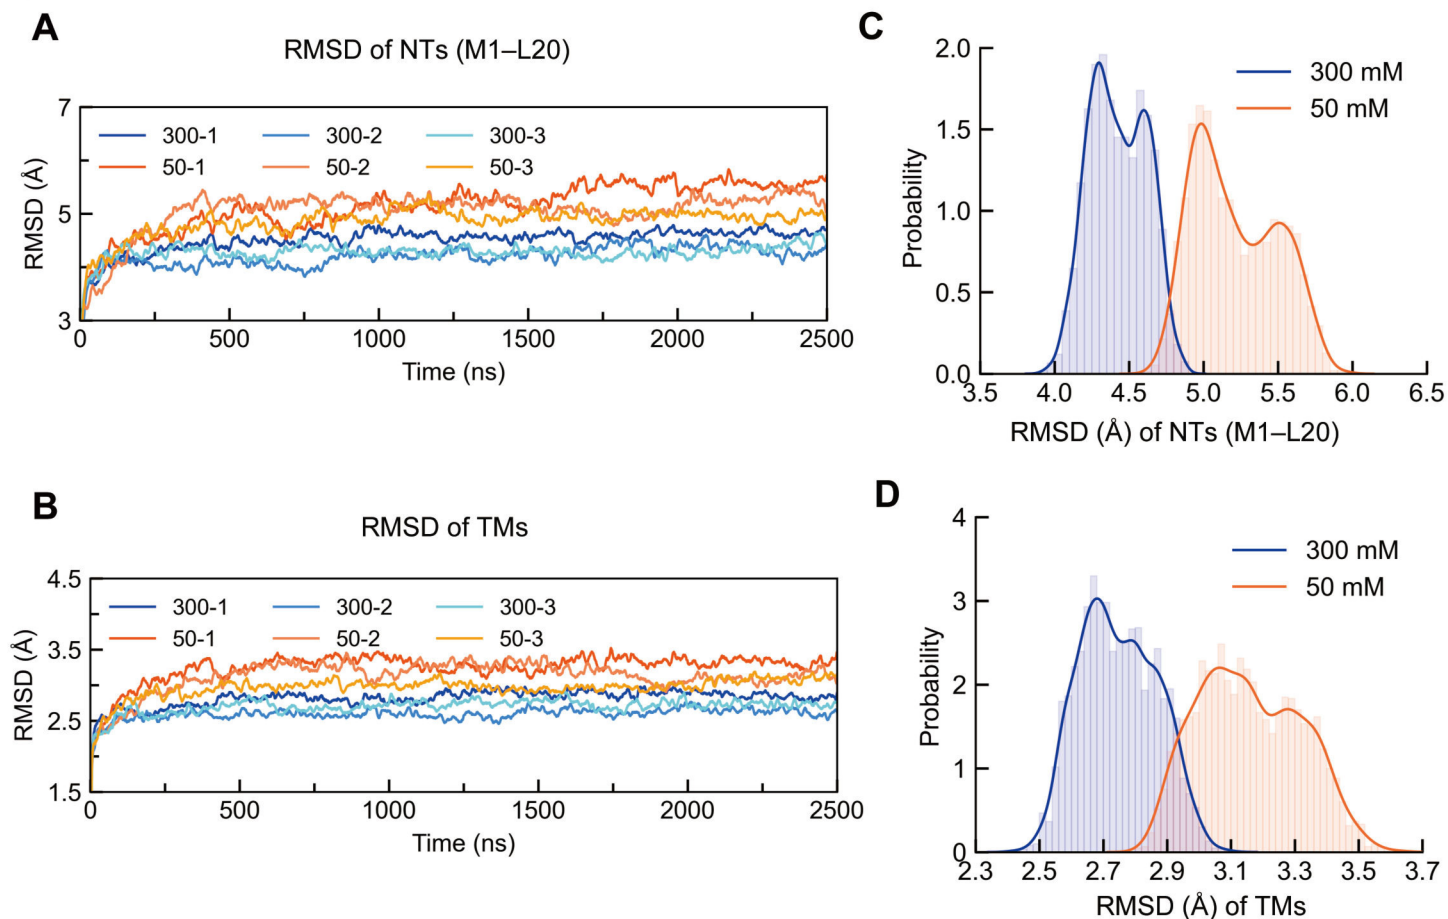 A
RMSD of NTs (M1–L20)
7
5
3
RMSD (Å)
300-1 300-2 300-3
50-1 50-2 50-3
0 500 1000 1500 2000 2500
Time (ns)
B
RMSD of TMs
4.5
3.5
2.5
1.5
RMSD (Å)
300-1 300-2 300-3
50-1 50-2 50-3
0 500 1000 1500 2000 2500
Time (ns)
C
2.0
1.5
1.0
0.5
0.0
Probability
300 mM
50 mM
3.5 4.0 4.5 5.0 5.5 6.0 6.5
RMSD (Å) of NTs (M1–L20)
D
4
3
2
1
0
Probability
300 mM
50 mM
2.3 2.5 2.7 2.9 3.1 3.3 3.5 3.7
RMSD (Å) of TMs